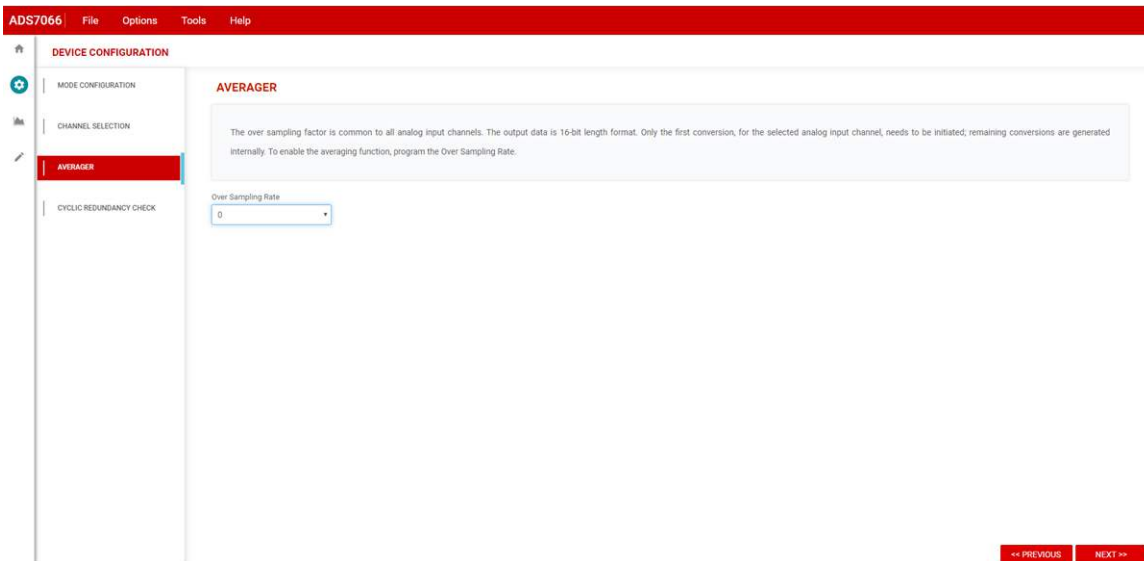 ADS7066 File Options Tools Help
DEVICE CONFIGURATION
MODE CONFIGURATION
CHANNEL SELECTION
AVERAGER
CYCLIC REDUNDANCY CHECK
AVERAGER
The over sampling factor is common to all analog input channels. The output data is 16-bit length format. Only the first conversion, for the selected analog input channel, needs to be initiated; remaining conversions are generated
internally. To enable the averaging function, program the Over Sampling Rate.
Over Sampling Rate
0
<< PREVIOUS NEXT >>